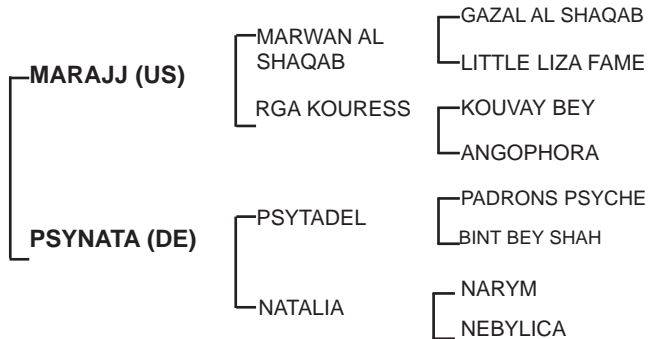 GAZAL AL SHAQAB
MARWAN AL
SHAQAB
LITTLE LIZA FAME
MARAJJ (US)
RGA KOURESS
KOUVAY BEY
ANGOPHORA
PADRONS PSYCHE
PSYTADEL
PSYNATA (DE)
BINT BEY SHAH
NARYM
NATALIA
NEBYLICA